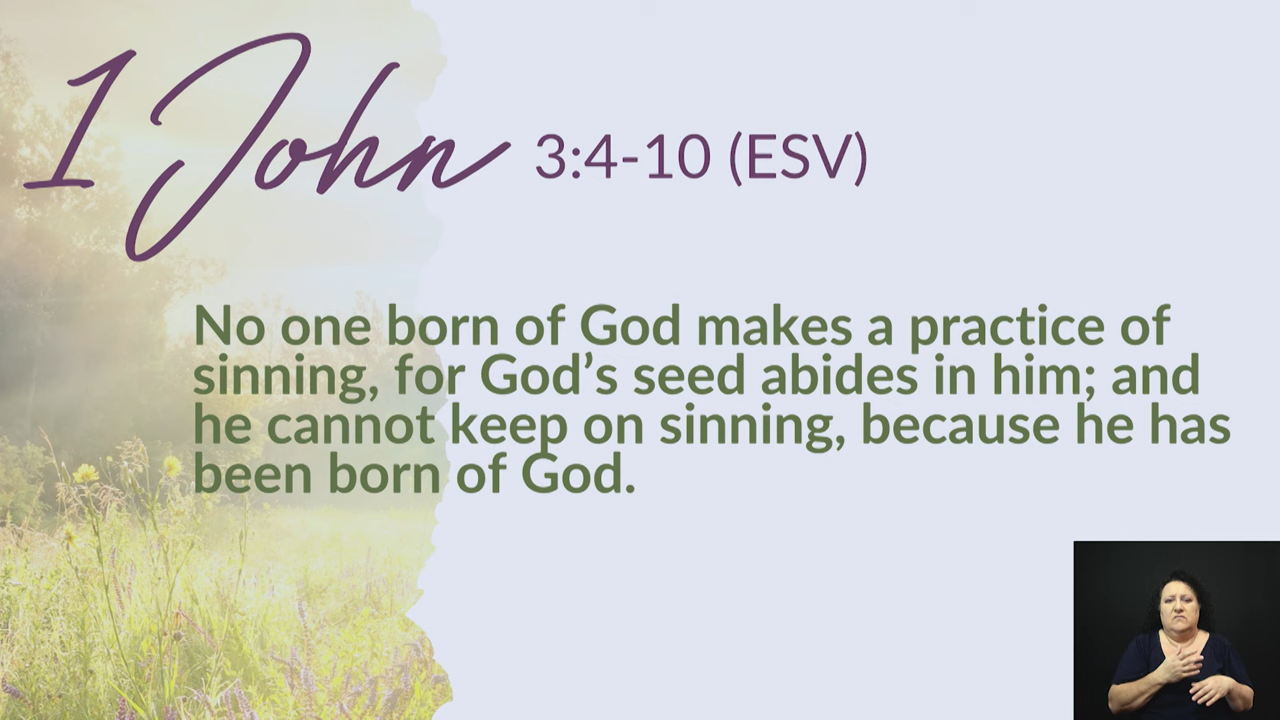 1 John 3:4-10 (ESV)
No one born of God makes a practice of
sinning, for God’s seed abides in him; and
he cannot keep on sinning, because he has
been born of God.